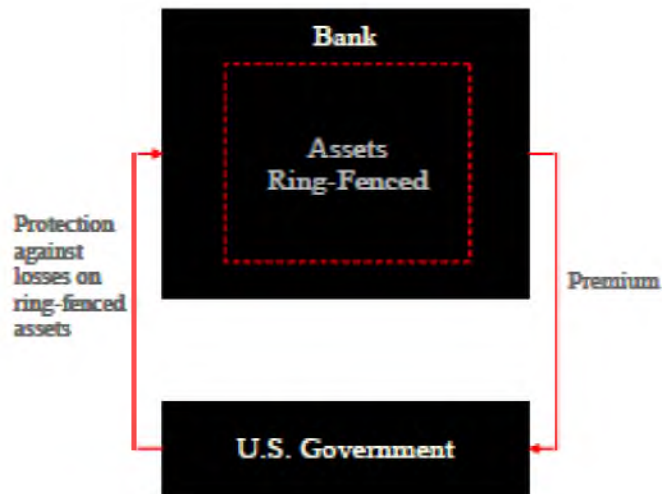 Bank
Assets
Ring-Fenced
Protection
against
losses on
ring-fenced
assets
Premium
U.S. Government